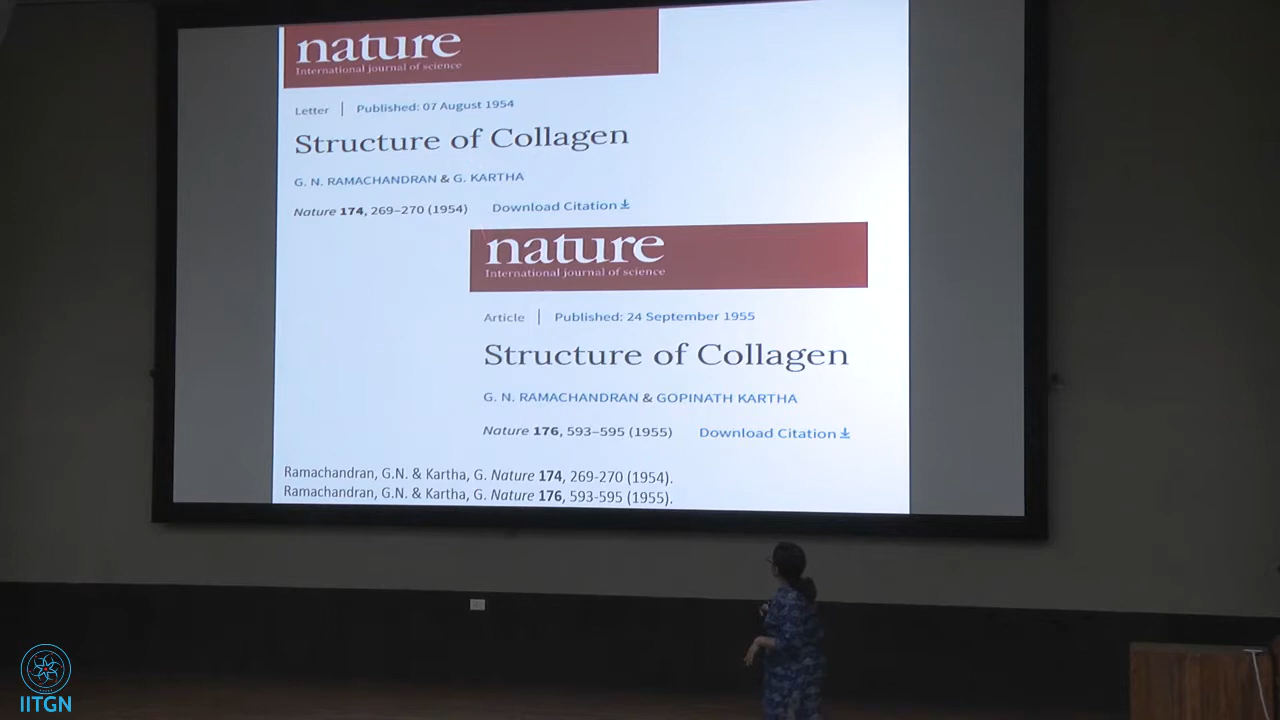 nature
International journal of science
Letter | Published: 07 August 1954
Structure of Collagen
G. N. RAMACHANDRAN & G. KARTHA
Nature 174, 269–270 (1954) Download Citation
nature
International journal of science
Article | Published: 24 September 1955
Structure of Collagen
G. N. RAMACHANDRAN & GOPINATH KARTHA
Nature 176, 593–595 (1955) Download Citation
Ramachandran, G.N. & Kartha, G. Nature 174, 269-270 (1954).
Ramachandran, G.N. & Kartha, G. Nature 176, 593-595 (1955).
IITGN